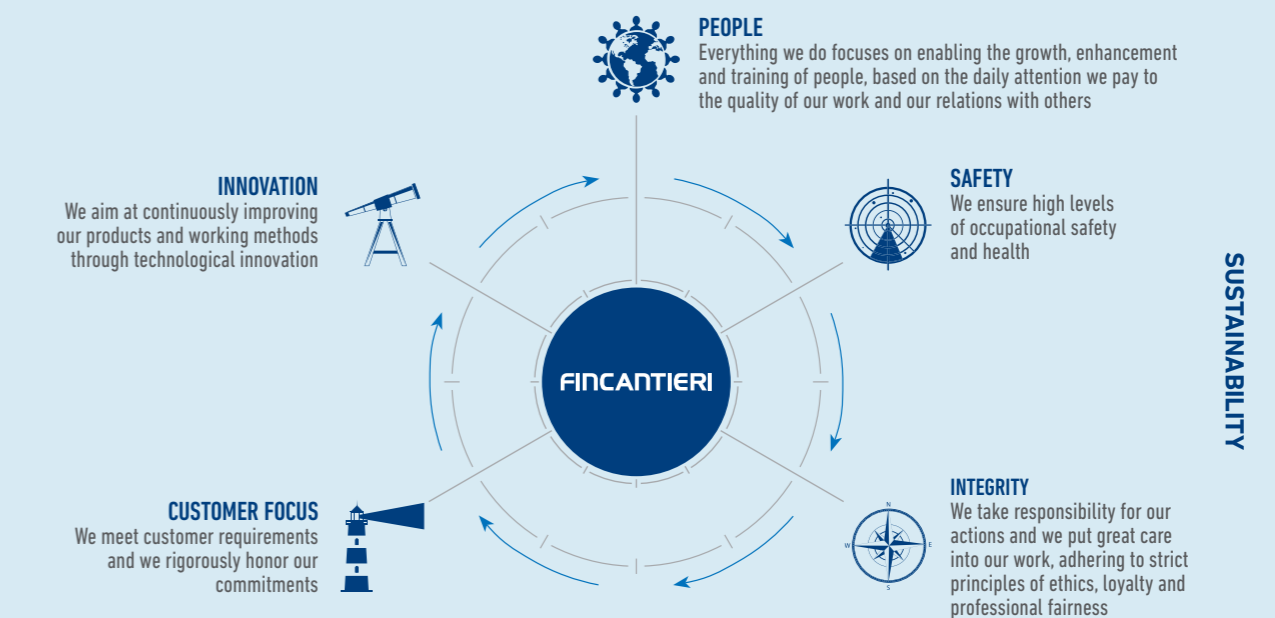 PEOPLE
Everything we do focuses on enabling the growth, enhancement
and training of people, based on the daily attention we pay to
the quality of our work and our relations with others
INNOVATION
We aim at continuously improving
our products and working methods
through technological innovation
SAFETY
We ensure high levels
of occupational safety
and health
SUSTAINABILITY
FINCANTIERI
CUSTOMER FOCUS
We meet customer requirements
and we rigorously honor our
commitments
INTEGRITY
We take responsibility for our
actions and we put great care
into our work, adhering to strict
principles of ethics, loyalty and
professional fairness
N
W
E
S